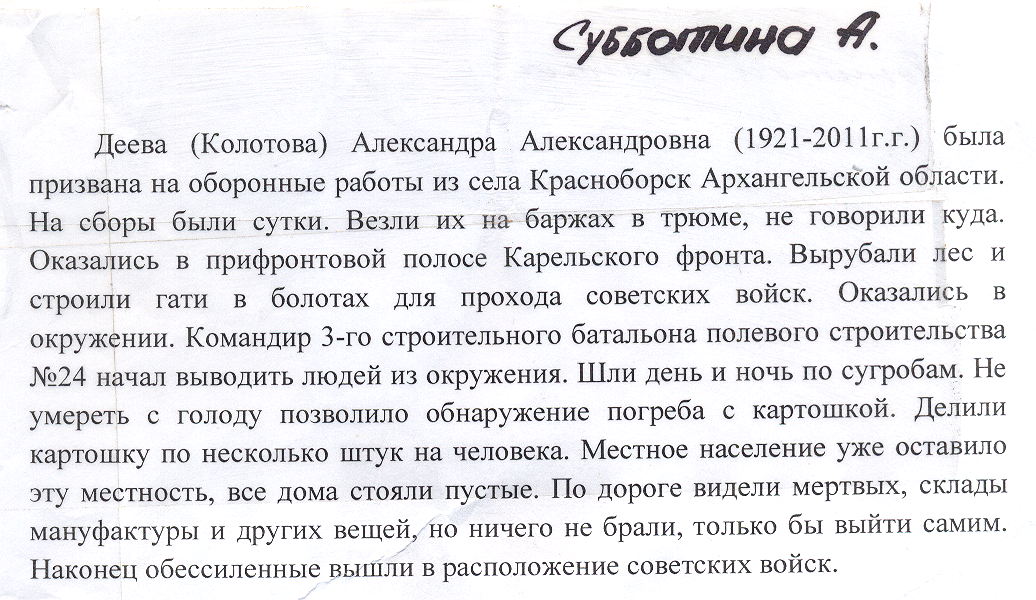 Субботина А.
Деева (Колотова) Александра Александровна (1921-2011г.г.) была
призвана на оборонные работы из села Красноборск Архангельской области.
На сборы были сутки. Везли их на баржах в трюме, не говорили куда.
Оказались в прифронтовой полосе Карельского фронта. Вырубали лес и
строили гати в болотах для прохода советских войск. Оказались в
окружении. Командир 3-го строительного батальона полевого строительства
№24 начал выводить людей из окружения. Шли день и ночь по сугробам. Не
умереть с голоду позволило обнаружение погреба с картошкой. Делили
картошку по несколько штук на человека. Местное население уже оставило
эту местность, все дома стояли пустые. По дороге видели мертвых, склады
мануфактуры и других вещей, но ничего не брали, только бы выйти самим.
Наконец обессиленные вышли в расположение советских войск.